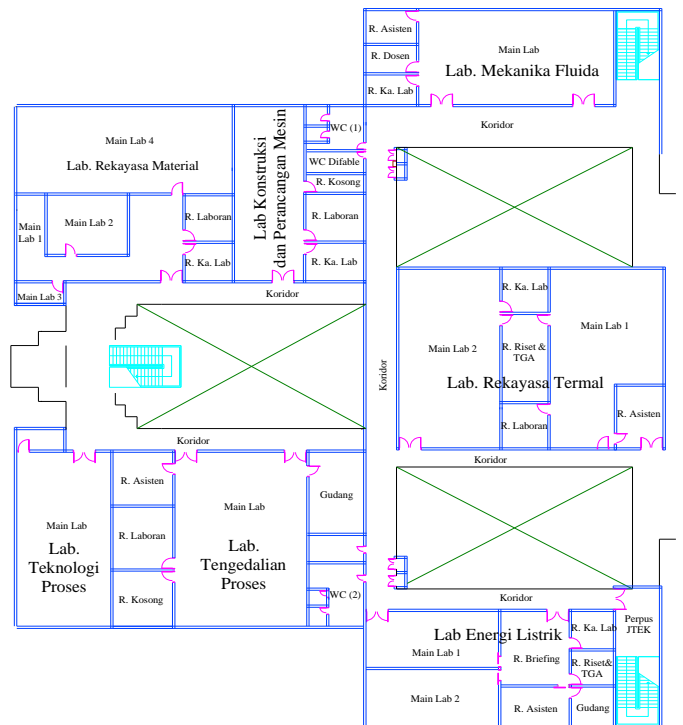 R. Asisten
R. Dosen
R. Ka. Lab
Main Lab
Lab. Mekanika Fluida
Koridor
Main Lab 4
Lab. Rekayasa Material
Main
Lab 1
Main Lab 2
Main Lab 3
R. Laboran
R. Ka. Lab
Lab Konstruksi
dan Perancangan Mesin
WC (1)
WC Difable
R. Kosong
R. Laboran
R. Ka. Lab
Koridor
Koridor
R. Ka. Lab
Main Lab 2
R. Riset &
TGA
Main Lab 1
Lab. Rekayasa Termal
R. Laboran
R. Asisten
Koridor
Koridor
Main Lab
Lab.
Teknologi
Proses
R. Asisten
R. Laboran
R. Kosong
Main Lab
Lab.
Tengedalian
Proses
Gudang
WC (2)
Koridor
Lab Energi Listrik
Main Lab 1
Main Lab 2
R. Briefing
R. Asisten
R. Ka. Lab
R. Riset&
TGA
Gudang
Perpus
JTEK